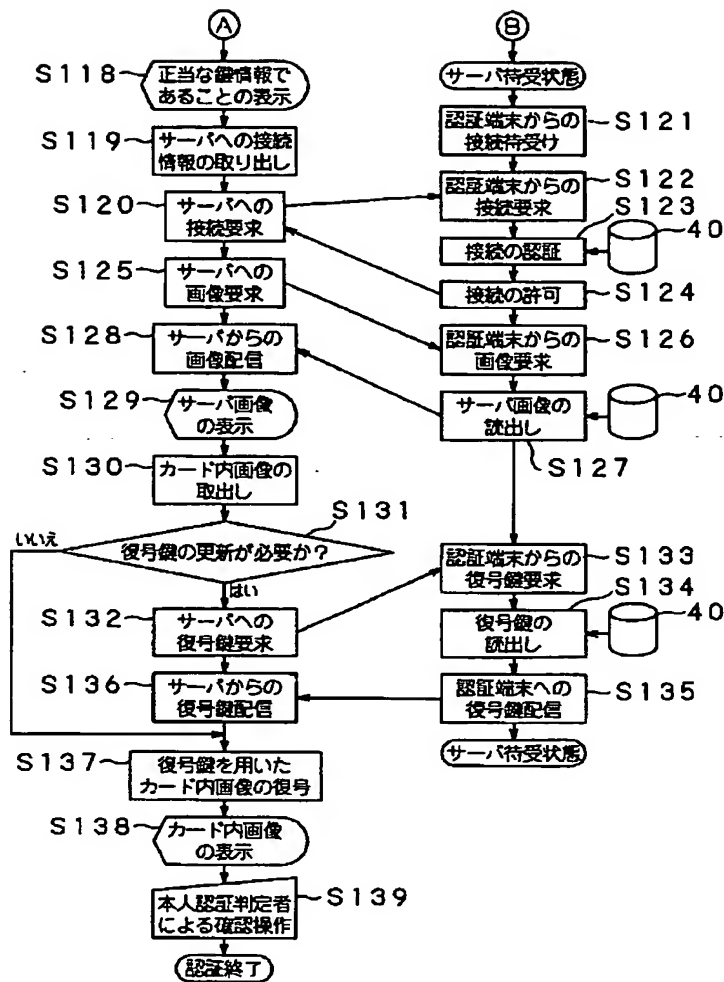 A
B
S118
正当な鍵情報で
あることの表示
サーバ待受状態
S119
サーバへの接続
情報の取り出し
認証端末からの
接続待受け
S121
S120
サーバへの
接続要求
認証端末からの
接続要求
S122
S123
40
接続の認証
S125
サーバへの
画像要求
接続の許可
S124
S128
サーバからの
画像配信
認証端末からの
画像要求
S126
S129
サーバ画像
の表示
サーバ画像の
読出し
40
S127
S130
カード内画像の
取出し
S131
いいえ
復号鍵の更新が必要か?
はい
認証端末からの
復号鍵要求
S133
S134
S132
サーバへの
復号鍵要求
復号鍵の
読出し
40
S136
サーバからの
復号鍵配信
認証端末への
復号鍵配信
S135
サーバ待受状態
S137
復号鍵を用いた
カード内画像の復号
S138
カード内画像
の表示
本人認証判定者
による確認操作
S139
認証終了